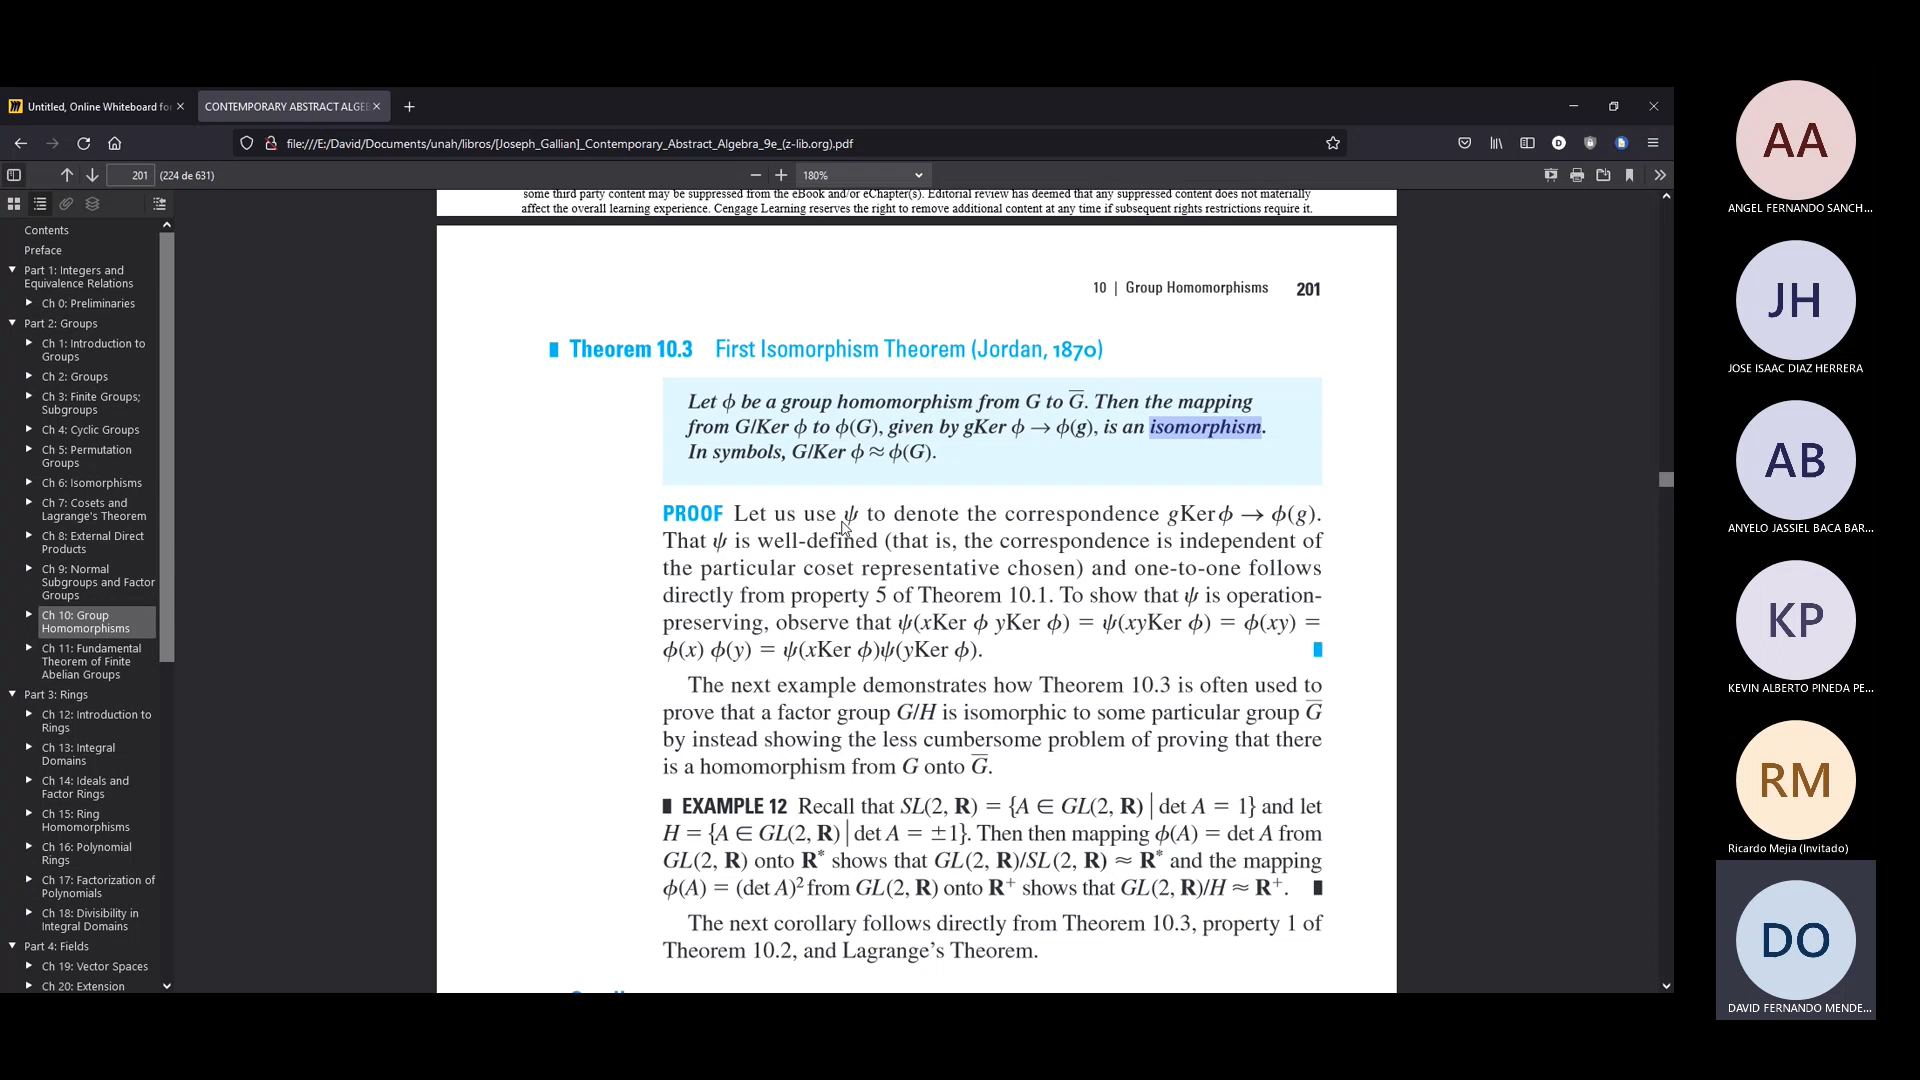 Untitled, Online Whiteboard fo
CONTEMPORARY ABSTRACT ALGEB
file:///E:/David/Documents/unah/libros/[Joseph_Gallian]_Contemporary_Abstract_Algebra_9e_(z-lib.org).pdf
201 (224 de 631)
180%
Contents
Preface
Part 1: Integers and
Equivalence Relations
Ch 0: Preliminaries
Part 2: Groups
Ch 1: Introduction to
Groups
Ch 2: Groups
Ch 3: Finite Groups;
Subgroups
Ch 4: Cyclic Groups
Ch 5: Permutation
Groups
Ch 6: Isomorphisms
Ch 7: Cosets and
Lagrange's Theorem
Ch 8: External Direct
Products
Ch 9: Normal
Subgroups and Factor
Groups
Ch 10: Group
Homomorphisms
Ch 11: Fundamental
Theorem of Finite
Abelian Groups
Part 3: Rings
Ch 12: Introduction to
Rings
Ch 13: Integral
Domains
Ch 14: Ideals and
Factor Rings
Ch 15: Ring
Homomorphisms
Ch 16: Polynomial
Rings
Ch 17: Factorization of
Polynomials
Ch 18: Divisibility in
Integral Domains
Part 4: Fields
Ch 19: Vector Spaces
Ch 20: Extension
some third party content may be suppressed from the eBook and/or eChapter(s). Editorial review has deemed that any suppressed content does not materially
affect the overall learning experience. Cengage Learning reserves the right to remove additional content at any time if subsequent rights restrictions require it.
10 | Group Homomorphisms 201
Theorem 10.3 First Isomorphism Theorem (Jordan, 1870)
Let ϕ be a group homomorphism from G to G̅. Then the mapping
from G/Ker ϕ to ϕ(G), given by gKer ϕ → ϕ(g), is an isomorphism.
In symbols, G/Ker ϕ ≈ ϕ(G).
PROOF Let us use ψ to denote the correspondence gKerϕ → ϕ(g).
That ψ is well-defined (that is, the correspondence is independent of
the particular coset representative chosen) and one-to-one follows
directly from property 5 of Theorem 10.1. To show that ψ is operation-
preserving, observe that ψ(xKer ϕ yKer ϕ) = ψ(xyKer ϕ) = ϕ(xy) =
ϕ(x) ϕ(y) = ψ(xKer ϕ)ψ(yKer ϕ).
The next example demonstrates how Theorem 10.3 is often used to
prove that a factor group G/H is isomorphic to some particular group G̅
by instead showing the less cumbersome problem of proving that there
is a homomorphism from G onto G̅.
EXAMPLE 12 Recall that SL(2, R) = {A ∈ GL(2, R) | det A = 1} and let
H = {A ∈ GL(2, R) | det A = ±1}. Then then mapping ϕ(A) = det A from
GL(2, R) onto R* shows that GL(2, R)/SL(2, R) ≈ R* and the mapping
ϕ(A) = (det A)² from GL(2, R) onto R⁺ shows that GL(2, R)/H ≈ R⁺.
The next corollary follows directly from Theorem 10.3, property 1 of
Theorem 10.2, and Lagrange's Theorem.
AA
ANGEL FERNANDO SANCH...
JH
JOSE ISAAC DIAZ HERRERA
AB
ANYELO JASSIEL BACA BAR...
KP
KEVIN ALBERTO PINEDA PE...
RM
Ricardo Mejia (Invitado)
DO
DAVID FERNANDO MENDE...